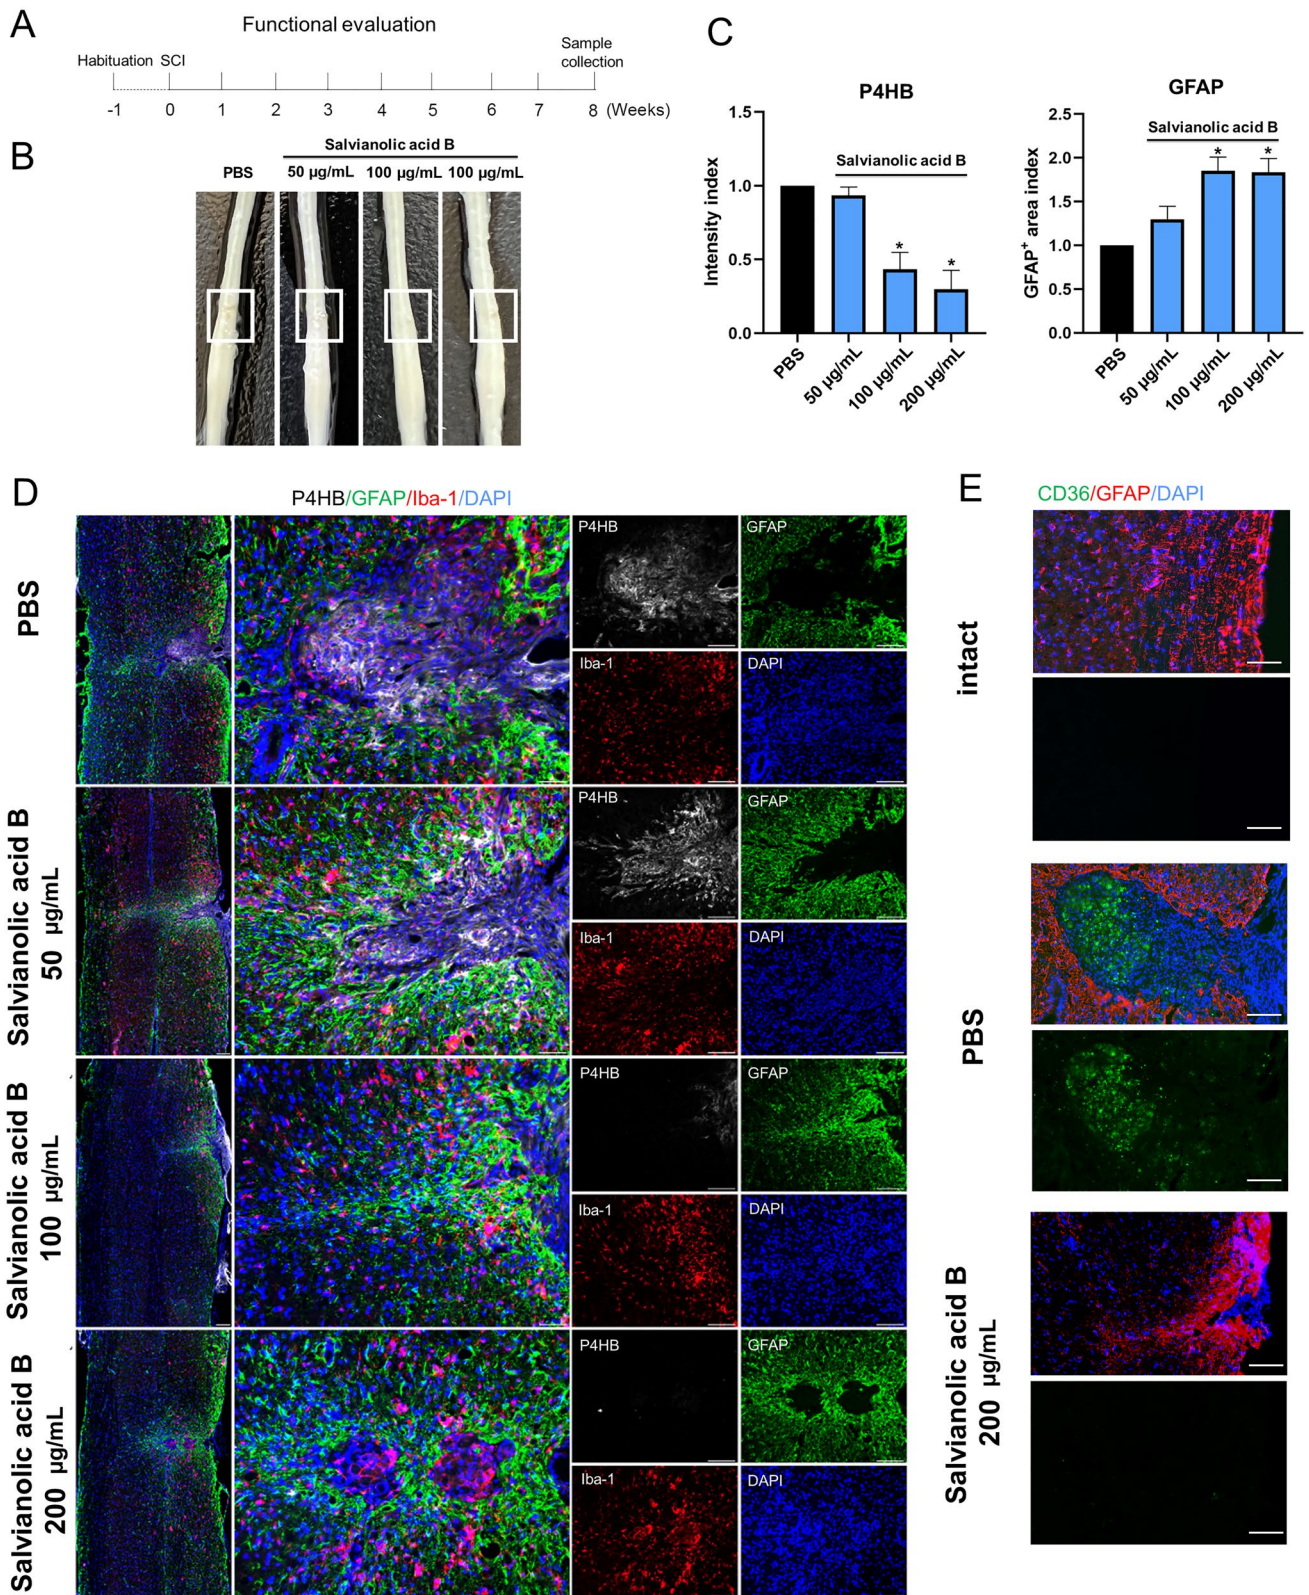 A
Functional evaluation
Habituation SCI
Sample
collection
-1 0 1 2 3 4 5 6 7 8 (Weeks)
B
Salvianolic acid B
PBS 50 µg/mL 100 µg/mL 100 µg/mL
C
P4HB
1.5
1.0
0.5
0.0
Intensity index
Salvianolic acid B
*
*
PBS
50 µg/mL
100 µg/mL
200 µg/mL
GFAP
2.5
2.0
1.5
1.0
0.5
0.0
GFAP+ area index
Salvianolic acid B
*
*
PBS
50 µg/mL
100 µg/mL
200 µg/mL
D
P4HB/GFAP/Iba-1/DAPI
PBS
P4HB
GFAP
Iba-1
DAPI
Salvianolic acid B
50 µg/mL
P4HB
GFAP
Iba-1
DAPI
Salvianolic acid B
100 µg/mL
P4HB
GFAP
Iba-1
DAPI
Salvianolic acid B
200 µg/mL
P4HB
GFAP
Iba-1
DAPI
E
CD36/GFAP/DAPI
intact
PBS
Salvianolic acid B
200 µg/mL